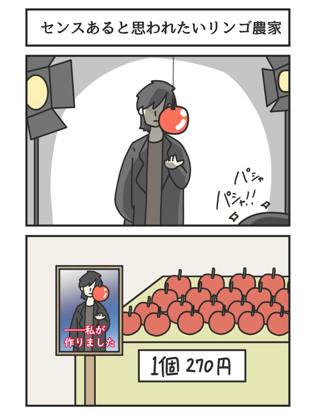 センスあると思われたいリンゴ農家
パシャ
パシャ!!
──私が
作りました
1個 270円